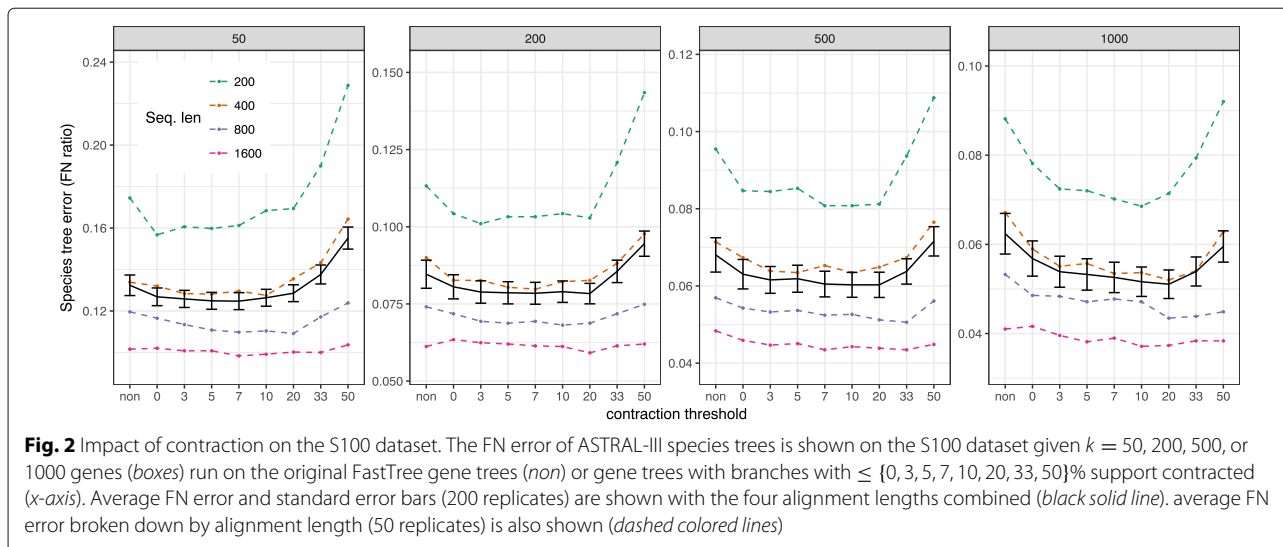 50
200
500
1000
0.24
0.20
0.16
0.12
0.150
0.125
0.100
0.075
0.050
0.12
0.10
0.08
0.06
0.04
0.10
0.08
0.06
0.04
Species tree error (FN ratio)
Seq. len
200
400
800
1600
non 0 3 5 7 10 20 33 50
non 0 3 5 7 10 20 33 50
non 0 3 5 7 10 20 33 50
non 0 3 5 7 10 20 33 50
contraction threshold
Fig. 2 Impact of contraction on the S100 dataset. The FN error of ASTRAL-III species trees is shown on the S100 dataset given k = 50, 200, 500, or
1000 genes (boxes) run on the original FastTree gene trees (non) or gene trees with branches with ≤ {0, 3, 5, 7, 10, 20, 33, 50}% support contracted
(x-axis). Average FN error and standard error bars (200 replicates) are shown with the four alignment lengths combined (black solid line). average FN
error broken down by alignment length (50 replicates) is also shown (dashed colored lines)